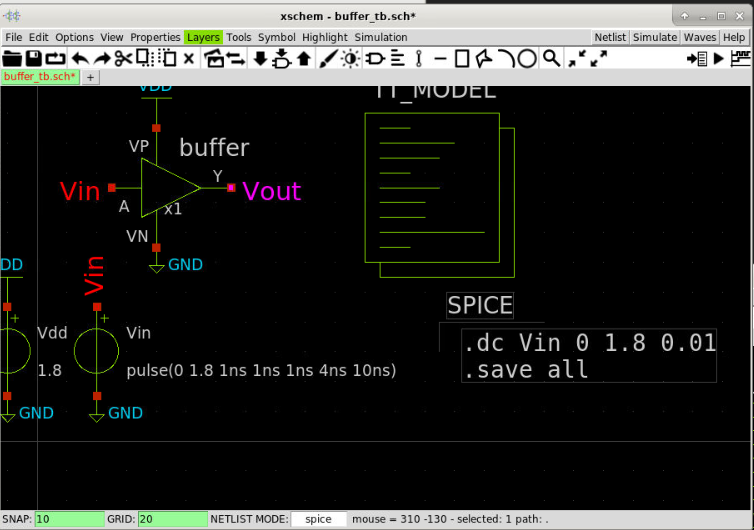 xschem - buffer_tb.sch*
File Edit Options View Properties Layers Tools Symbol Highlight Simulation Netlist Simulate Waves Help
buffer_tb.sch* +
VDD
TT_MODEL
VP buffer
Vin Y Vout
A x1
VN
GND
DD
Vin
SPICE
+ +
Vdd Vin
.dc Vin 0 1.8 0.01
1.8 pulse(0 1.8 1ns 1ns 1ns 4ns 10ns)
.save all
GND GND
SNAP: 10 GRID: 20 NETLIST MODE: spice mouse = 310 -130 - selected: 1 path: .